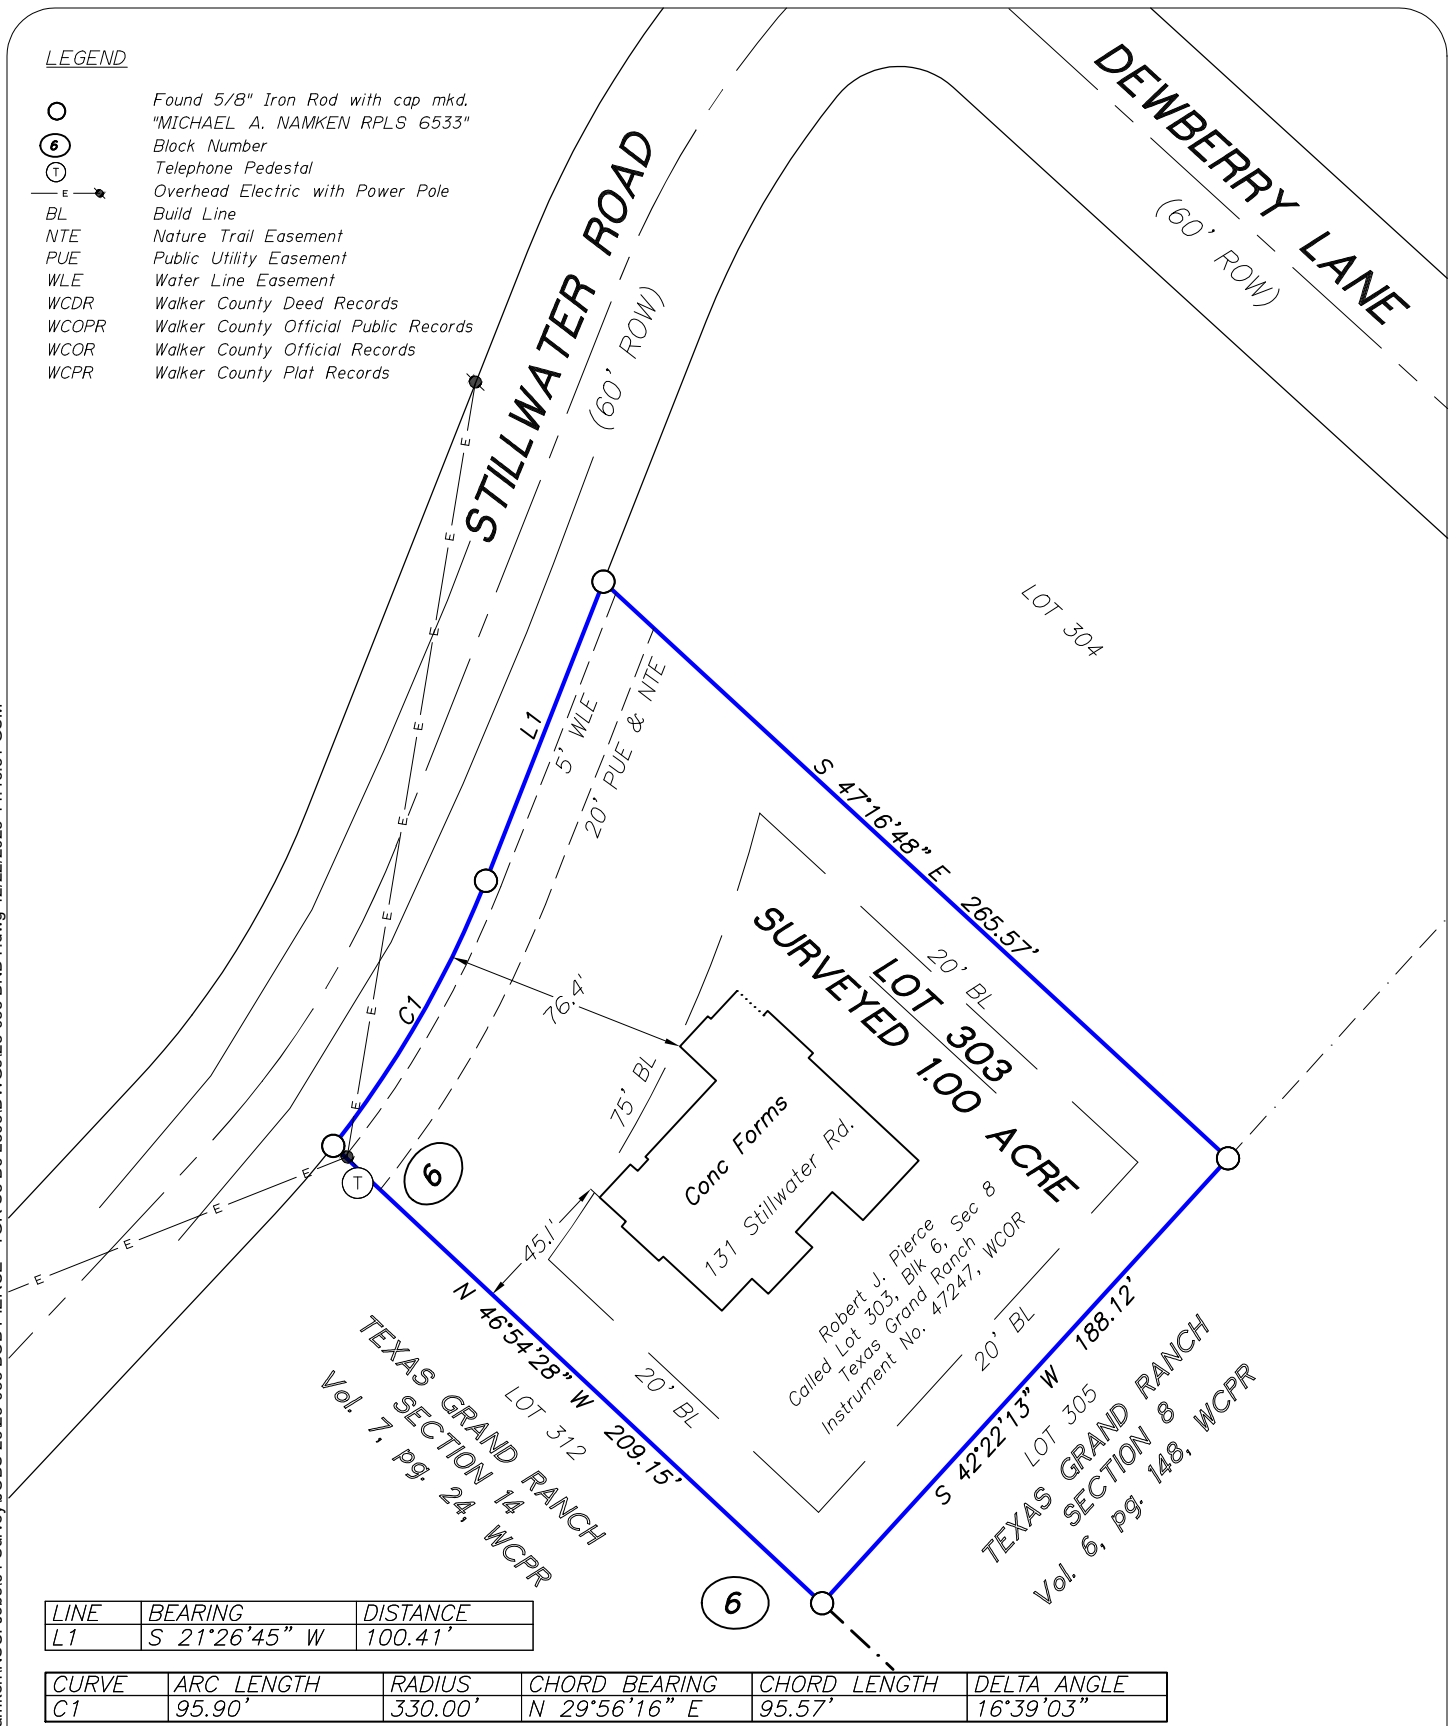 LEGEND
Found 5/8" Iron Rod with cap mkd.
"MICHAEL A. NAMKEN RPLS 6533"
6 Block Number
T Telephone Pedestal
E Overhead Electric with Power Pole
BL Build Line
NTE Nature Trail Easement
PUE Public Utility Easement
WLE Water Line Easement
WCDR Walker County Deed Records
WCOPR Walker County Official Public Records
WCOR Walker County Official Records
WCPR Walker County Plat Records
STILLWATER ROAD
(60' ROW)
DEWBERRY LANE
(60' ROW)
LOT 304
E
E
E
E
E
E
E
E
E
E
E
E
L1
5' WLE
20' PUE & NTE
S 47°16'48" E 265.57'
C1
76.4'
75' BL
20' BL
LOT 303
SURVEYED 1.00 ACRE
Conc Forms
131 Stillwater Rd.
6
T
45.1'
Robert J. Pierce
Called Lot 303, Blk 6, Sec 8
Texas Grand Ranch
Instrument No. 47247, WCOR
20' BL
20' BL
N 46°54'28" W 209.15'
S 42°22'13" W 188.12'
LOT 312
TEXAS GRAND RANCH
SECTION 14
Vol. 7, pg. 24, WCPR
LOT 305
TEXAS GRAND RANCH
SECTION 8
Vol. 6, pg. 148, WCPR
6
LINE BEARING DISTANCE
L1 S 21°26'45" W 100.41'
CURVE ARC LENGTH RADIUS CHORD BEARING CHORD LENGTH DELTA ANGLE
C1 95.90' 330.00' N 29°56'16" E 95.57' 16°39'03"